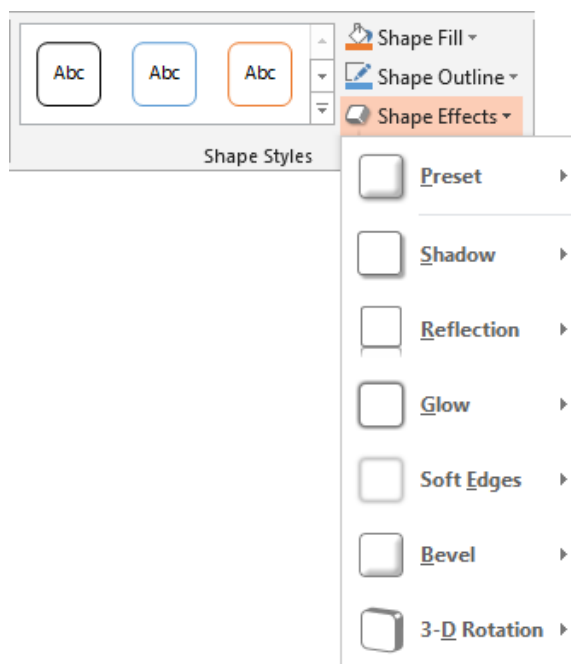 Abc Abc Abc
Shape Fill
Shape Outline
Shape Effects
Shape Styles
Preset
Shadow
Reflection
Glow
Soft Edges
Bevel
3-D Rotation